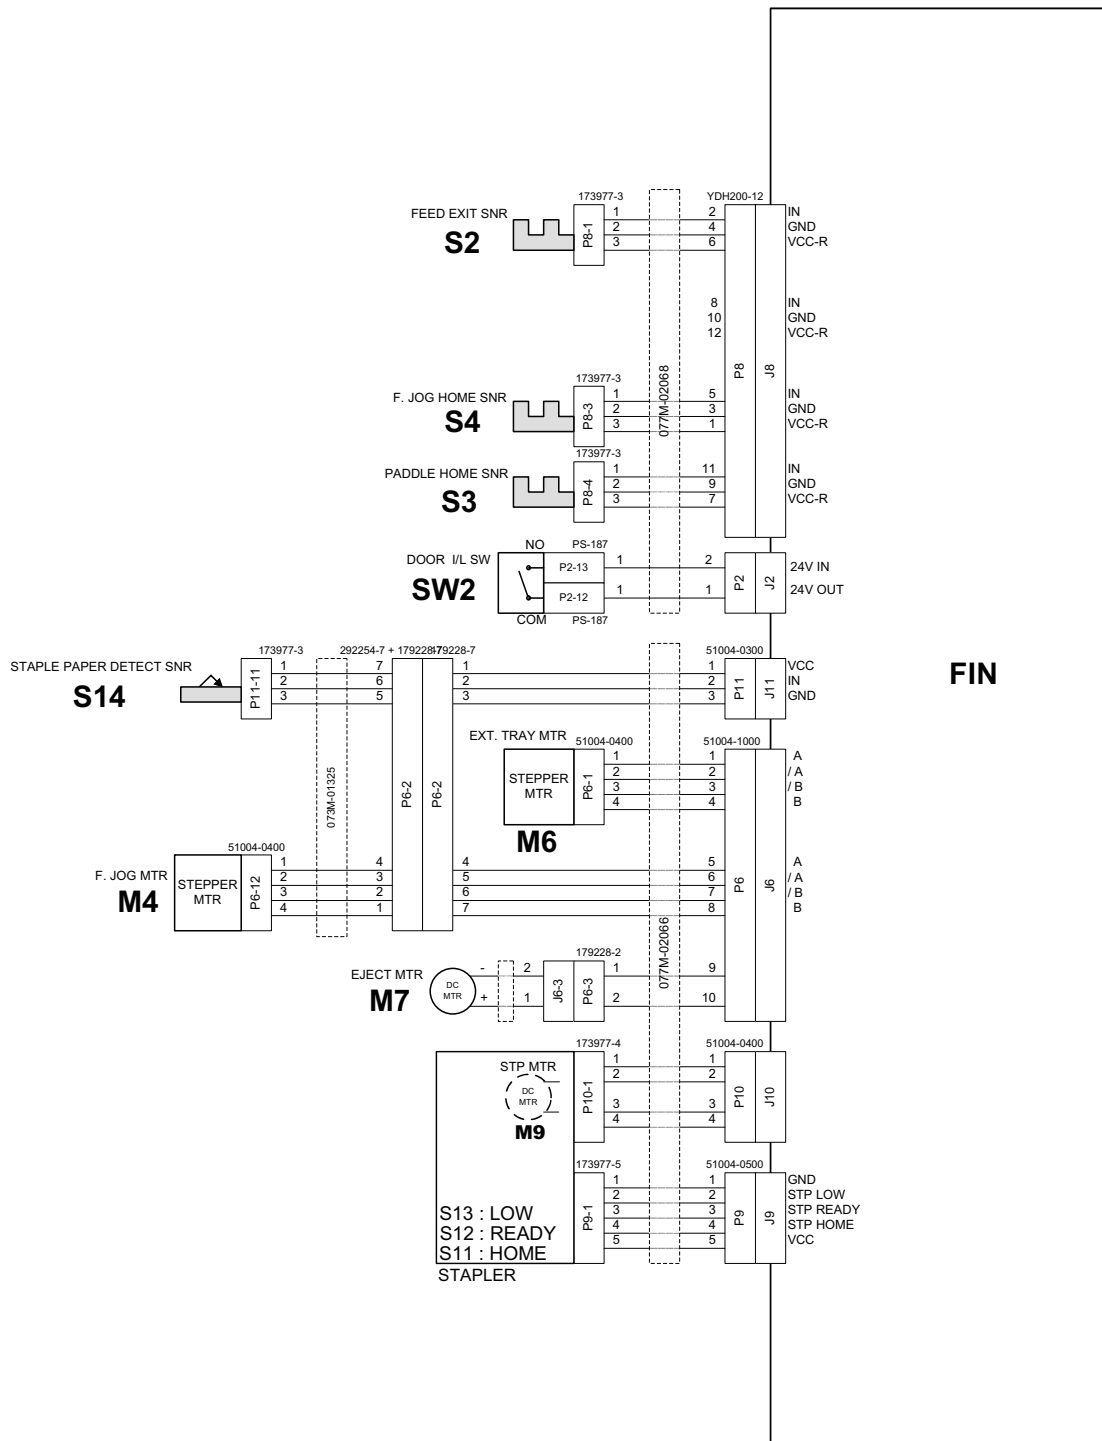 173977-3 YDH200-12
FEED EXIT SNR 1 2 IN
S2 P8-1 2 4 GND
3 6 VCC-R
8 IN
10 GND
12 VCC-R
077M-02068 P8 J8
173977-3
F. JOG HOME SNR 1 5 IN
S4 P8-3 2 3 GND
3 1 VCC-R
173977-3
PADDLE HOME SNR 1 11 IN
S3 P8-4 2 9 GND
3 7 VCC-R
DOOR I/L SW NO PS-187
SW2 P2-13 1 2 P2 J2 24V IN
P2-12 1 1 24V OUT
COM PS-187
173977-3 292254-7 + 179228-7 179228-7 51004-0300
STAPLE PAPER DETECT SNR 1 7 1 1 VCC
S14 P11-11 2 6 2 2 P11 J11 IN
3 5 3 3 GND
FIN
EXT. TRAY MTR 51004-0400 51004-1000
STEPPER MTR P6-1 1 1 A
2 2 / A
3 3 / B
4 4 B
M6
073M-01325 P6-2 P6-2
51004-0400
F. JOG MTR STEPPER MTR P6-12 1 4 4 5 A
M4 2 3 5 6 / A
3 2 6 7 / B
4 1 7 8 B
P6 J6
077M-02066
179228-2
EJECT MTR DC MTR - 2 J6-3 P6-3 1 9
M7 + 1 2 10
173977-4 51004-0400
STP MTR 1 1
DC MTR P10-1 2 2 P10 J10
M9 3 3
4 4
173977-5 51004-0500
P9-1 1 1 P9 J9 GND
2 2 STP LOW
S13 : LOW 3 3 STP READY
S12 : READY 4 4 STP HOME
S11 : HOME 5 5 VCC
STAPLER